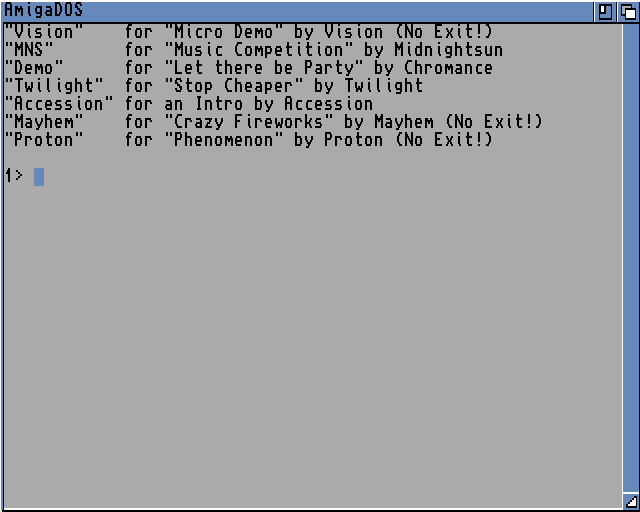 AmigaDOS
"Vision"    for "Micro Demo" by Vision (No Exit!)
"MNS"       for "Music Competition" by Midnightsun
"Demo"      for "Let there be Party" by Chromance
"Twilight"  for "Stop Cheaper" by Twilight
"Accession" for an Intro by Accession
"Mayhem"    for "Crazy Fireworks" by Mayhem (No Exit!)
"Proton"    for "Phenomenon" by Proton (No Exit!)
1>